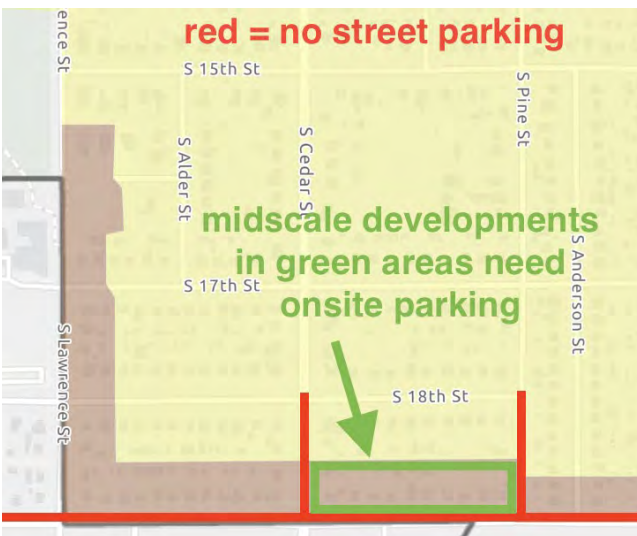 red = no street parking
ence St
S 15th St
S Pine St
S Alder St
S Cedar St
midscale developments
in green areas need
onsite parking
S Anderson St
S 17th St
S Lawrence St
S 18th St